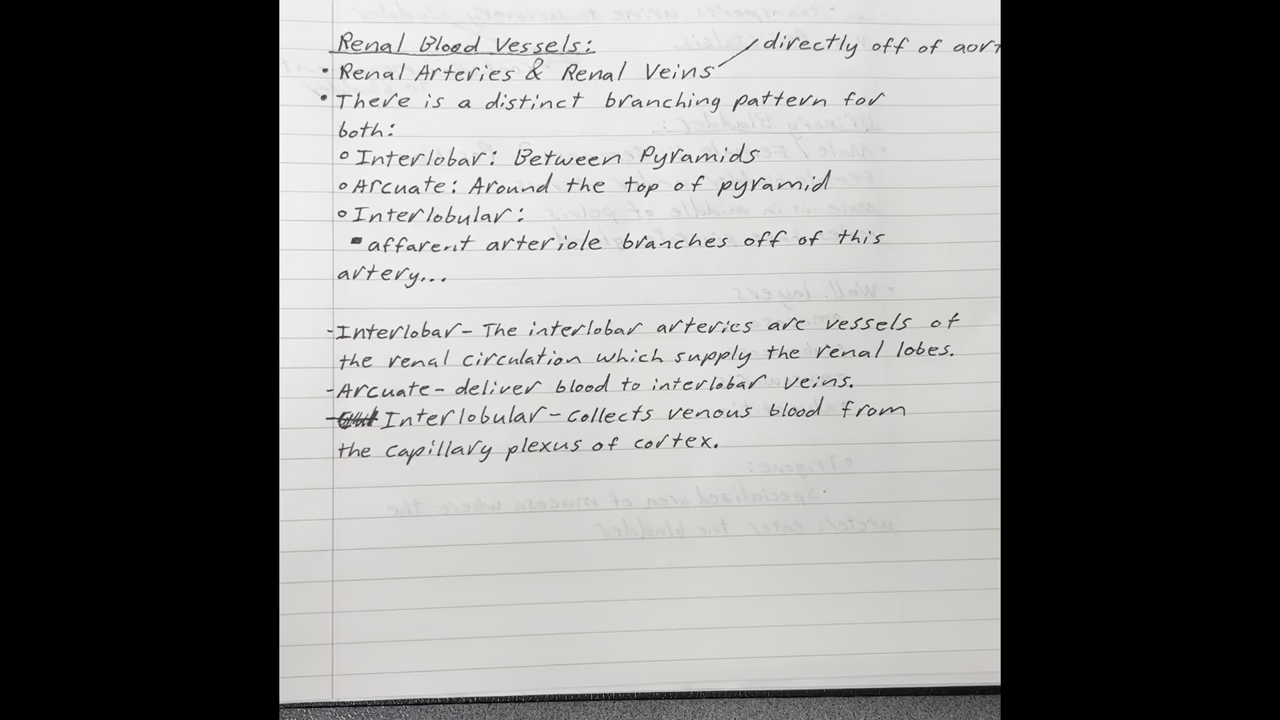 Renal Blood Vessels:
directly off of aort
• Renal Arteries & Renal Veins
• There is a distinct branching pattern for
both:
○ Interlobar: Between Pyramids
○ Arcuate: Around the top of pyramid
○ Interlobular:
▪ affarent arteriole branches off of this
artery...
- Interlobar - The interlobar arteries are vessels of
the renal circulation which supply the renal lobes.
- Arcuate - deliver blood to interlobar veins.
- Interlobular - collects venous blood from
the capillary plexus of cortex.